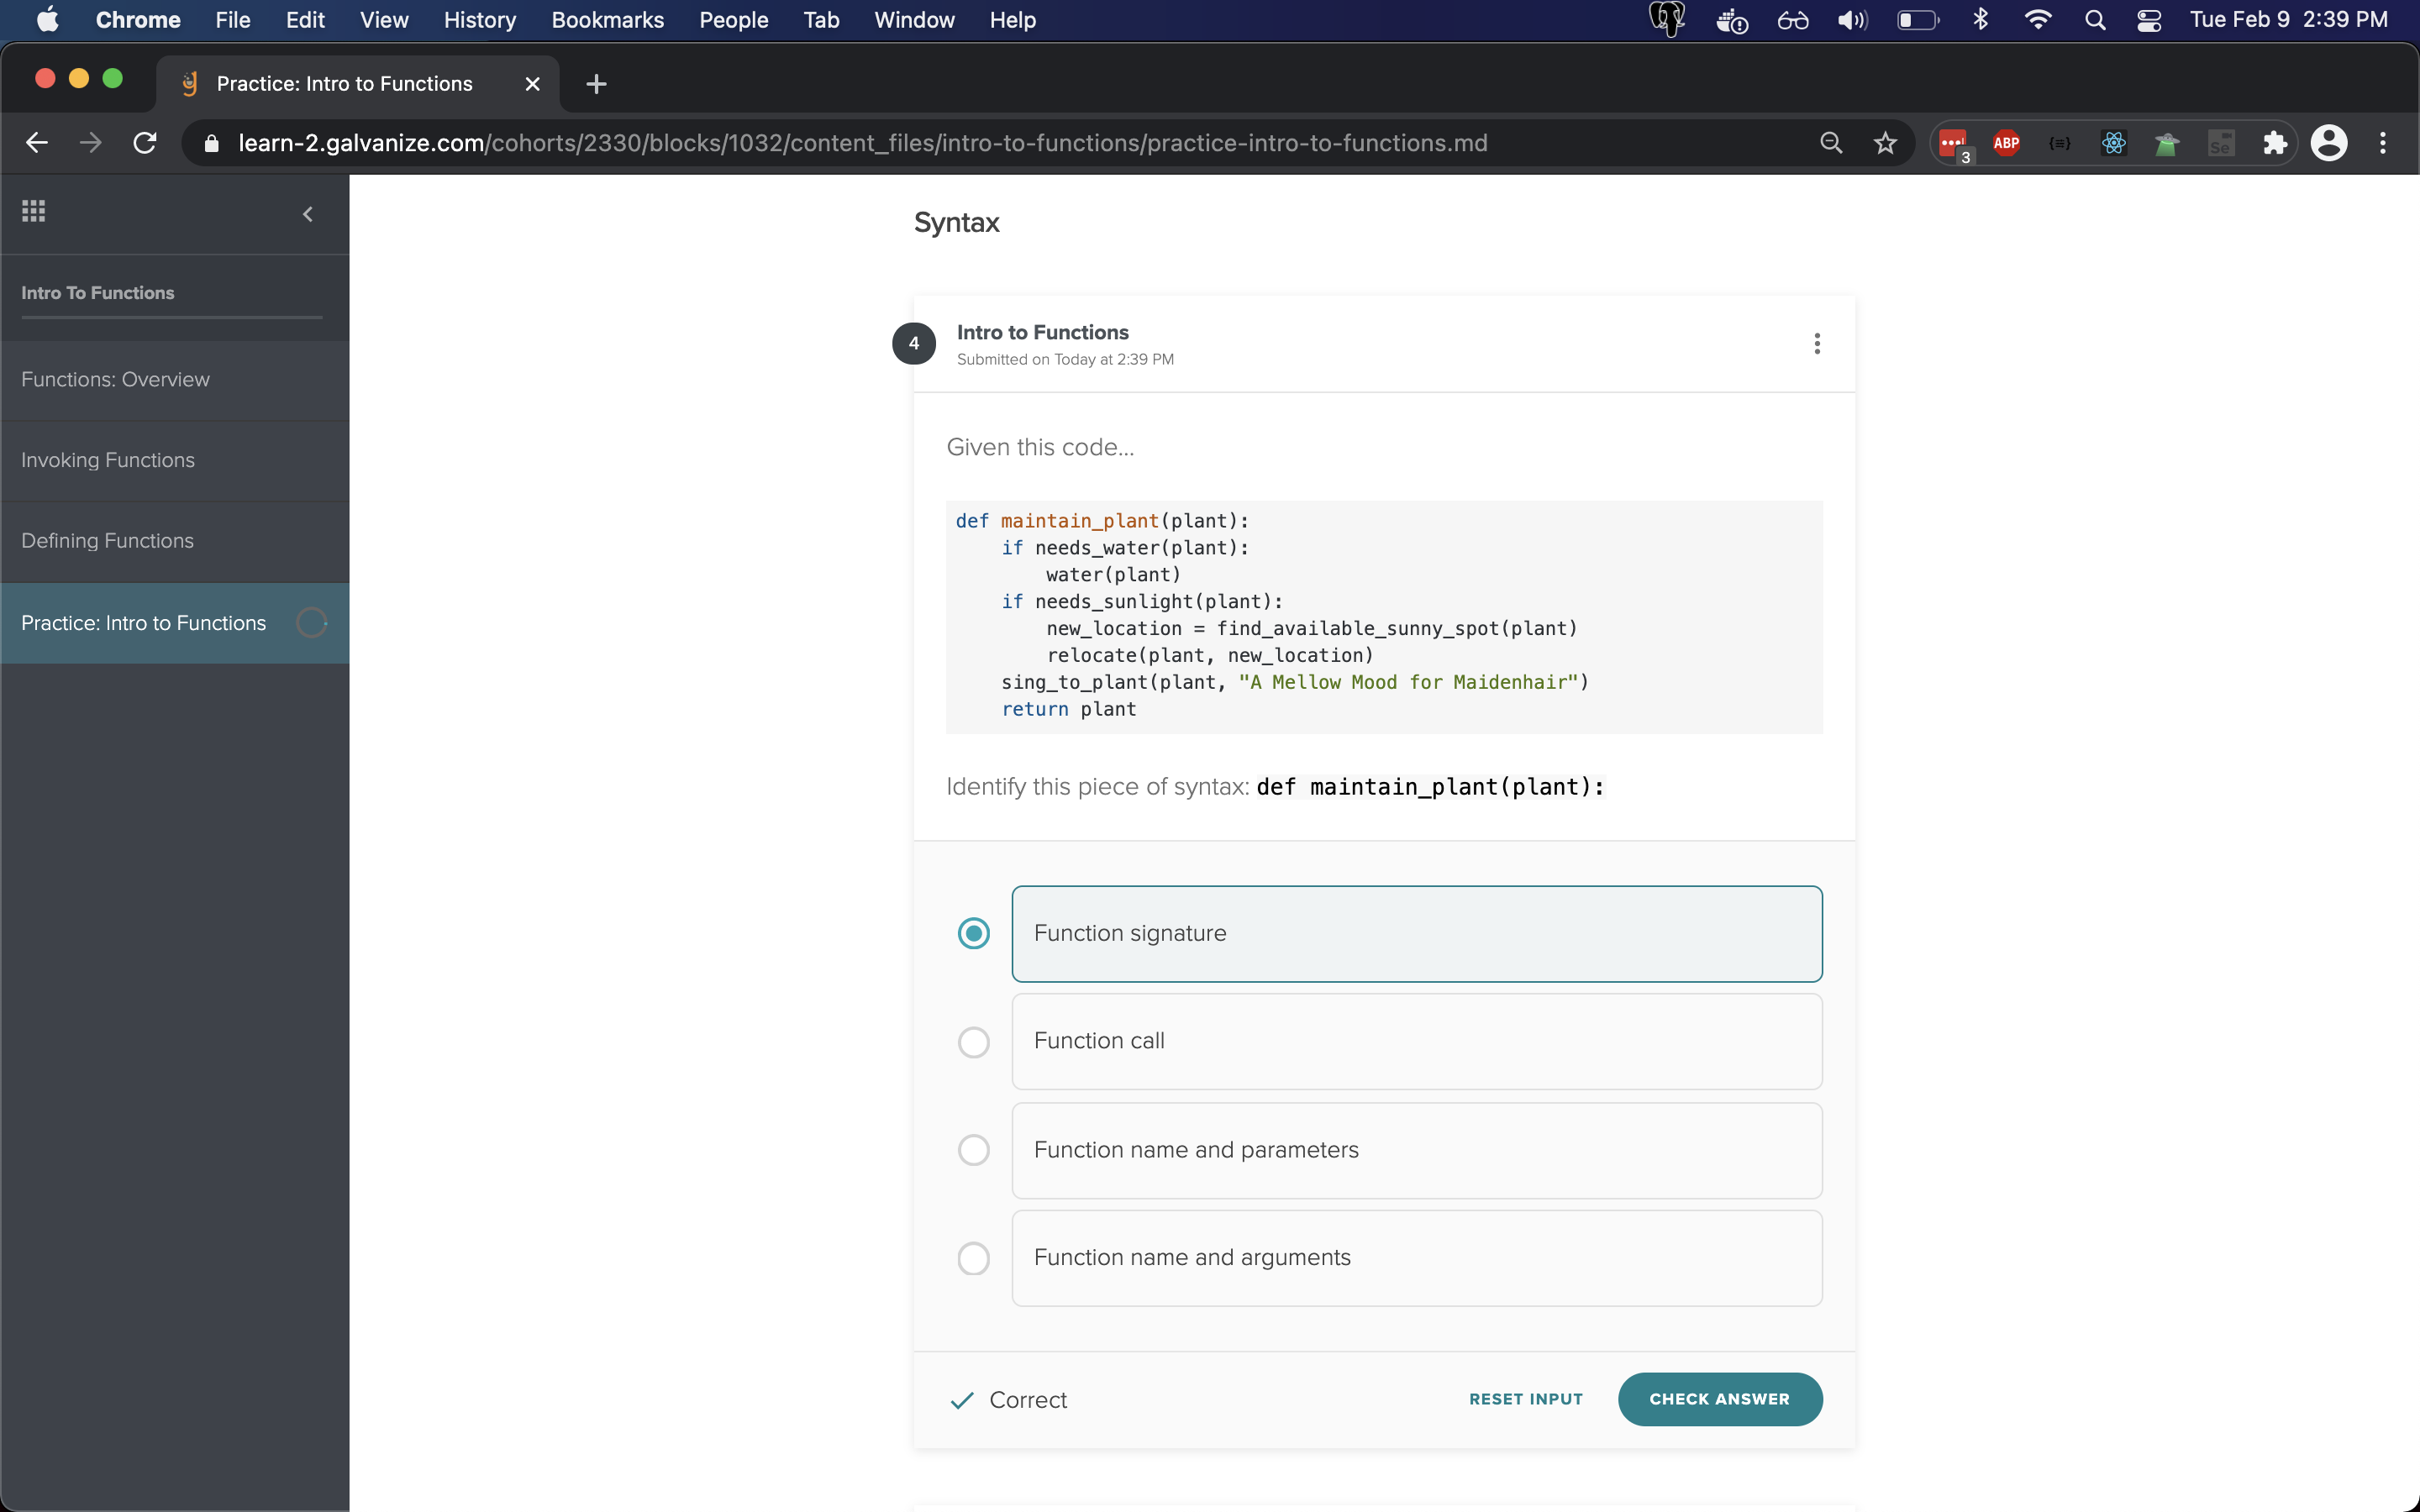 Chrome File Edit View History Bookmarks People Tab Window Help Tue Feb 9 2:39 PM
Practice: Intro to Functions
learn-2.galvanize.com/cohorts/2330/blocks/1032/content_files/intro-to-functions/practice-intro-to-functions.md
3
ABP
Se
Intro To Functions
Functions: Overview
Invoking Functions
Defining Functions
Practice: Intro to Functions
Syntax
4
Intro to Functions
Submitted on Today at 2:39 PM
Given this code...
def maintain_plant(plant):
    if needs_water(plant):
        water(plant)
    if needs_sunlight(plant):
        new_location = find_available_sunny_spot(plant)
        relocate(plant, new_location)
    sing_to_plant(plant, "A Mellow Mood for Maidenhair")
    return plant
Identify this piece of syntax: def maintain_plant(plant):
Function signature
Function call
Function name and parameters
Function name and arguments
Correct
RESET INPUT
CHECK ANSWER